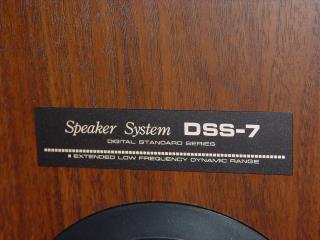 Speaker System DSS-7
DIGITAL STANDARD SERIES
EXTENDED LOW FREQUENCY DYNAMIC RANGE